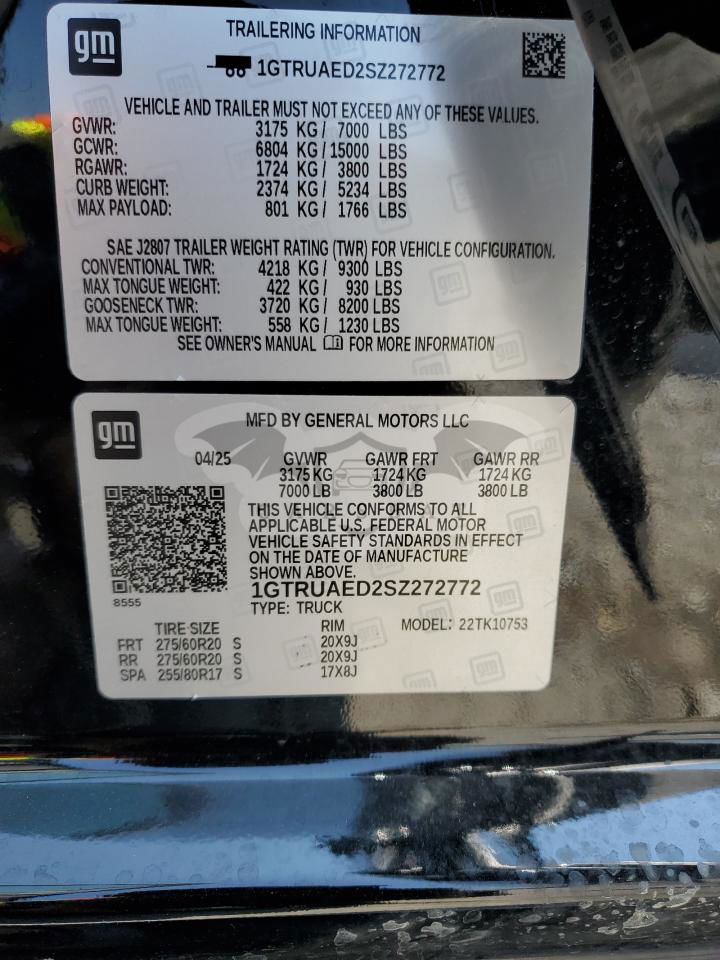 gm
TRAILERING INFORMATION
1GTRUAED2SZ272772
VEHICLE AND TRAILER MUST NOT EXCEED ANY OF THESE VALUES.
GVWR: 3175 KG / 7000 LBS
GCWR: 6804 KG / 15000 LBS
RGAWR: 1724 KG / 3800 LBS
CURB WEIGHT: 2374 KG / 5234 LBS
MAX PAYLOAD: 801 KG / 1766 LBS
SAE J2807 TRAILER WEIGHT RATING (TWR) FOR VEHICLE CONFIGURATION.
CONVENTIONAL TWR: 4218 KG / 9300 LBS
MAX TONGUE WEIGHT: 422 KG / 930 LBS
GOOSENECK TWR: 3720 KG / 8200 LBS
MAX TONGUE WEIGHT: 558 KG / 1230 LBS
SEE OWNER'S MANUAL FOR MORE INFORMATION
gm
MFD BY GENERAL MOTORS LLC
04/25 GVWR GAWR FRT GAWR RR
3175 KG 1724 KG 1724 KG
7000 LB 3800 LB 3800 LB
THIS VEHICLE CONFORMS TO ALL
APPLICABLE U.S. FEDERAL MOTOR
VEHICLE SAFETY STANDARDS IN EFFECT
ON THE DATE OF MANUFACTURE
SHOWN ABOVE.
1GTRUAED2SZ272772
8555
TYPE: TRUCK
TIRE SIZE RIM MODEL: 22TK10753
FRT 275/60R20 S 20X9J
RR 275/60R20 S 20X9J
SPA 255/80R17 S 17X8J